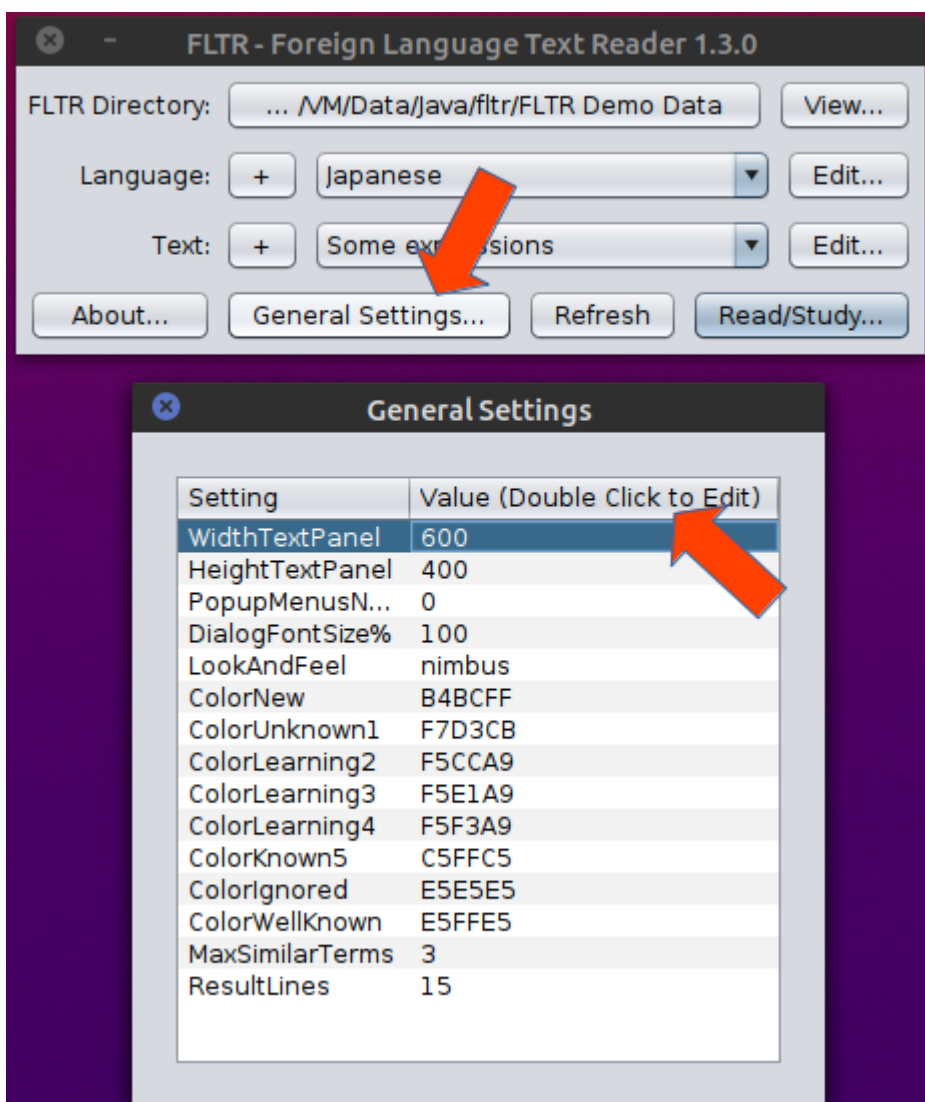 FLTR - Foreign Language Text Reader 1.3.0
FLTR Directory: ... /VM/Data/Java/fltr/FLTR Demo Data View...
Language: + Japanese Edit...
Text: + Some expressions Edit...
About... General Settings... Refresh Read/Study...
General Settings
Setting Value (Double Click to Edit)
WidthTextPanel 600
HeightTextPanel 400
PopupMenusN... 0
DialogFontSize% 100
LookAndFeel nimbus
ColorNew B4BCFF
ColorUnknown1 F7D3CB
ColorLearning2 F5CCA9
ColorLearning3 F5E1A9
ColorLearning4 F5F3A9
ColorKnown5 C5FFC5
ColorIgnored E5E5E5
ColorWellKnown E5FFE5
MaxSimilarTerms 3
ResultLines 15